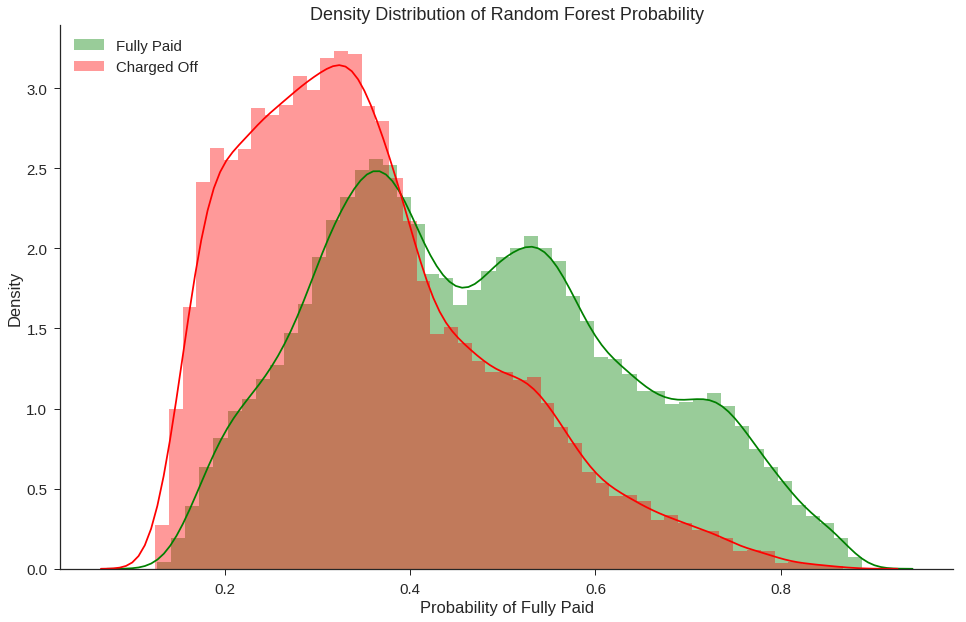 Density Distribution of Random Forest Probability
Fully Paid
Charged Off
Density
3.0
2.5
2.0
1.5
1.0
0.5
0.0
0.2
0.4
0.6
0.8
Probability of Fully Paid